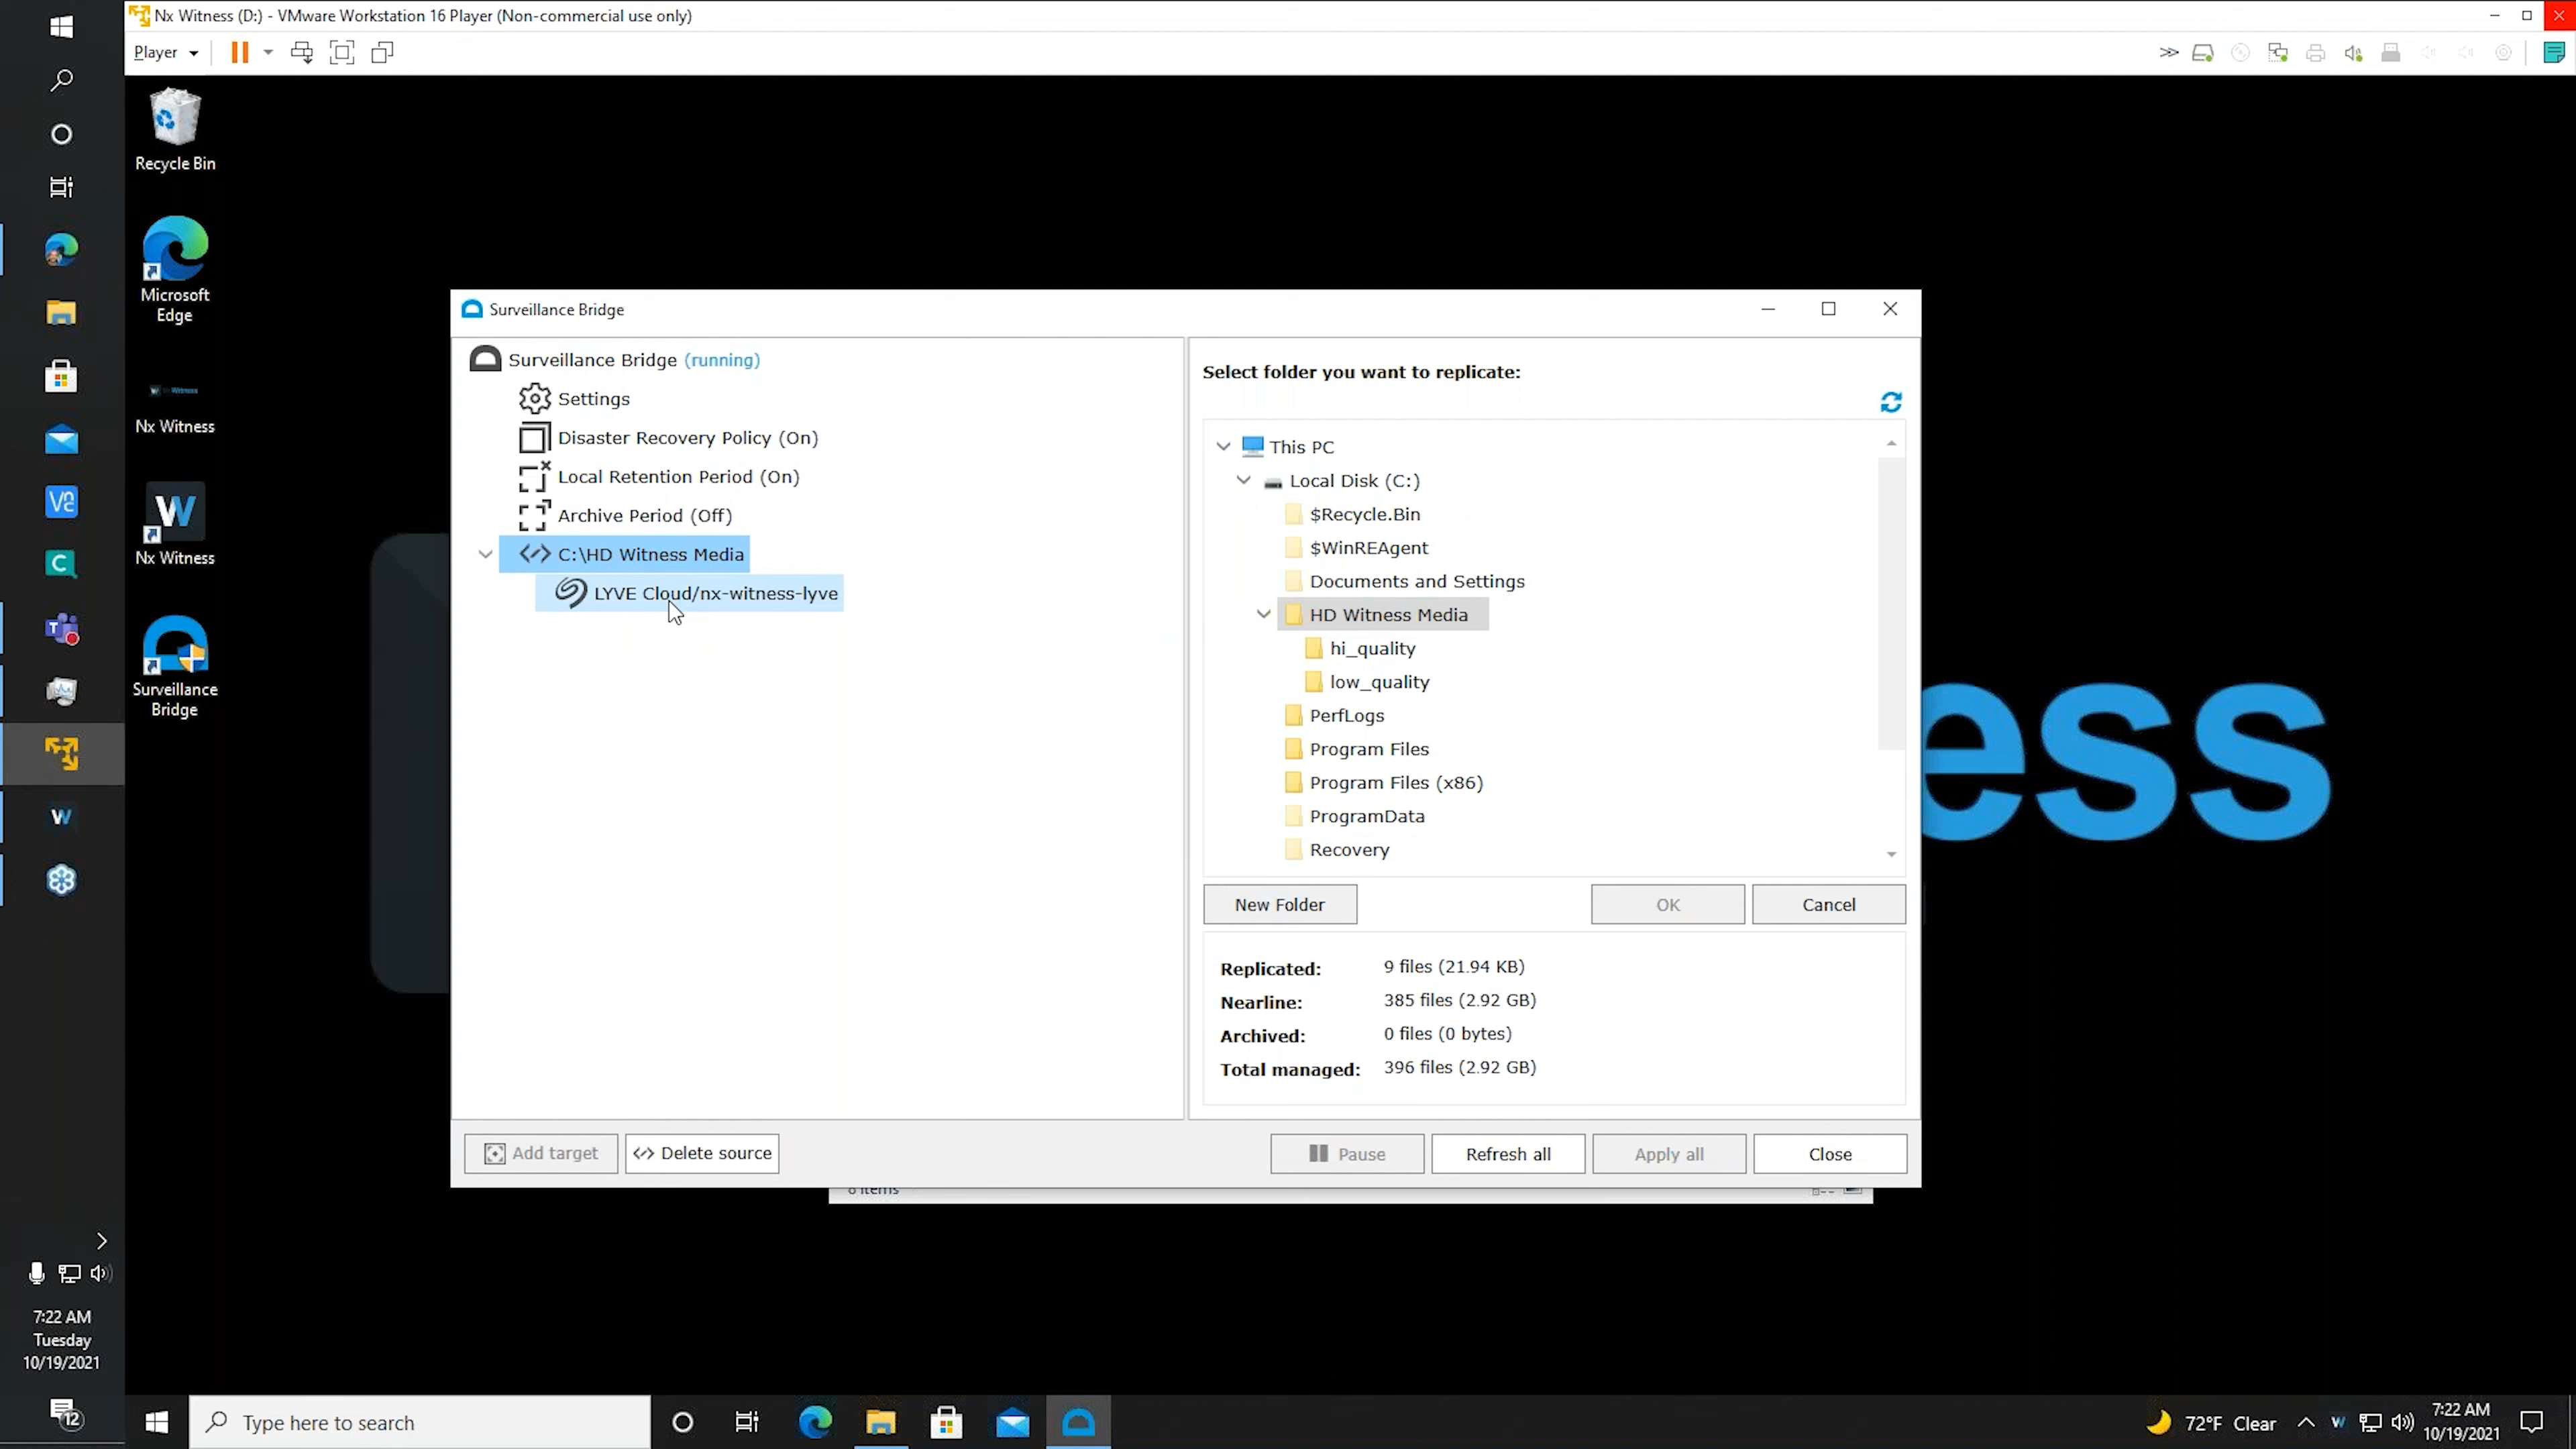 Nx Witness (D:) - VMware Workstation 16 Player (Non-commercial use only)
Player
Recycle Bin
Microsoft
Edge
Nx Witness
Nx Witness
Surveillance
Bridge
Surveillance Bridge
Surveillance Bridge (running)
Settings
Disaster Recovery Policy (On)
Local Retention Period (On)
Archive Period (Off)
C:\HD Witness Media
LYVE Cloud/nx-witness-lyve
Select folder you want to replicate:
This PC
Local Disk (C:)
$Recycle.Bin
$WinREAgent
Documents and Settings
HD Witness Media
hi_quality
low_quality
PerfLogs
Program Files
Program Files (x86)
ProgramData
Recovery
New Folder
OK
Cancel
Replicated: 9 files (21.94 KB)
Nearline: 385 files (2.92 GB)
Archived: 0 files (0 bytes)
Total managed: 396 files (2.92 GB)
Add target
Delete source
Pause
Refresh all
Apply all
Close
ess
7:22 AM
Tuesday
10/19/2021
12
Type here to search
72°F Clear
7:22 AM
10/19/2021